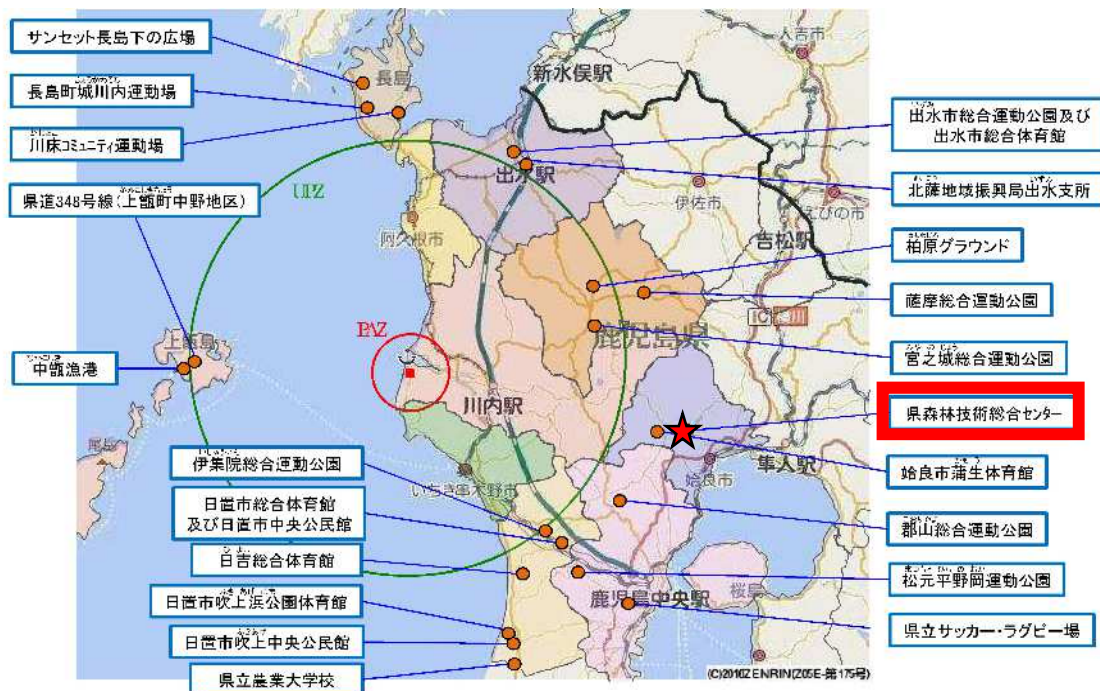 サンセット長島下の広場
長島町城川内運動場
川床コミュニティ運動場
県道348号線(上甑町中野地区)
中甑漁港
伊集院総合運動公園
日置市総合体育館
及び日置市中央公民館
日吉総合体育館
日置市吹上浜公園体育館
日置市吹上中央公民館
県立農業大学校
長島
新水俣駅
人吉市
出水駅
UPZ
阿久根市
伊佐市
えびの市
吉松駅
PAZ
鹿児島県
上甑島
川内駅
いちき串木野市
姶良市
隼人駅
鹿児島中央駅
桜島
(C)2010ZENRIN(Z05E-第175号)
出水市総合運動公園及び
出水市総合体育館
北薩地域振興局出水支所
柏原グラウンド
薩摩総合運動公園
宮之城総合運動公園
県森林技術総合センター
姶良市蒲生体育館
郡山総合運動公園
松元平野岡運動公園
県立サッカー・ラグビー場